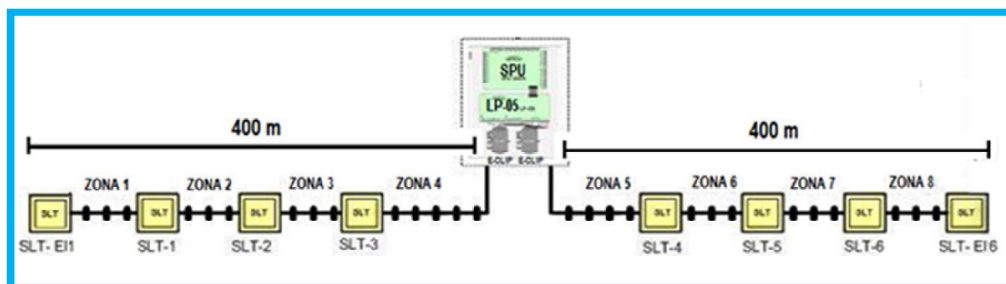 SPU
LP-05
400 m
400 m
E-CLIP E-CLIP
ZONA 1 ZONA 2 ZONA 3 ZONA 4 ZONA 5 ZONA 6 ZONA 7 ZONA 8
SLT SLT SLT SLT SLT SLT SLT SLT
SLT- EI1 SLT-1 SLT-2 SLT-3 SLT-4 SLT-5 SLT-6 SLT- EI6